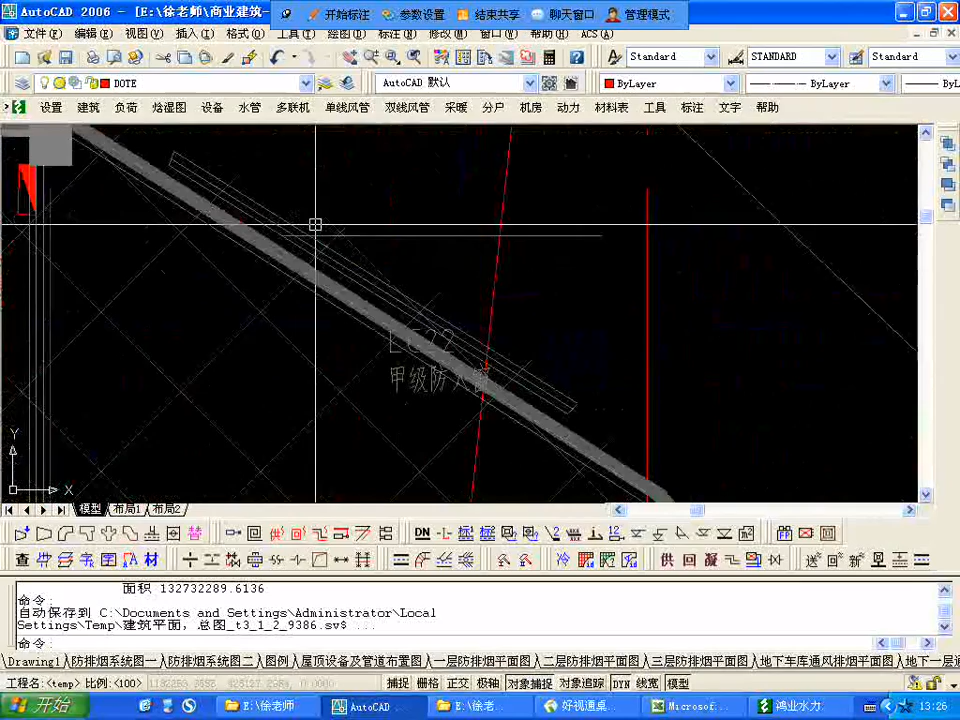 AutoCAD 2006 - [E:\徐老师\商业建筑-
开始标注 参数设置 结束共享 聊天窗口 管理模式
文件(F) 编辑(E) 视图(V) 插入(I) 格式(O) 工具(T) 绘图(D) 标注(N) 修改(M) 窗口(W) 帮助(H) ACS(A)
Standard STANDARD Standard
DOTE AutoCAD 默认 ByLayer ByLayer ByL
设置 建筑 负荷 焓湿图 设备 水管 多联机 单线风管 双线风管 采暖 分户 机房 动力 材料表 工具 标注 文字 帮助
LC22
甲级防火窗
Y
X
模型 布局1 布局2
面积 132732289.6136
命令:
自动保存到 C:\Documents and Settings\Administrator\Local
Settings\Temp\建筑平面, 总图_t3_1_2_9386.sv$ ...
命令:
Drawing1 防排烟系统图一 防排烟系统图二 图例 屋顶设备及管道布置图 一层防排烟平面图 二层防排烟平面图 三层防排烟平面图 地下车库通风排烟平面图 地下一层通
工程名:<temp> 比例:<100> 捕捉 栅格 正交 极轴 对象捕捉 对象追踪 DYN 线宽 模型
开始 E:\徐老师 AutoCAD ... E:\徐老... 好视通桌... Microsof... 鸿业水力... 13:26